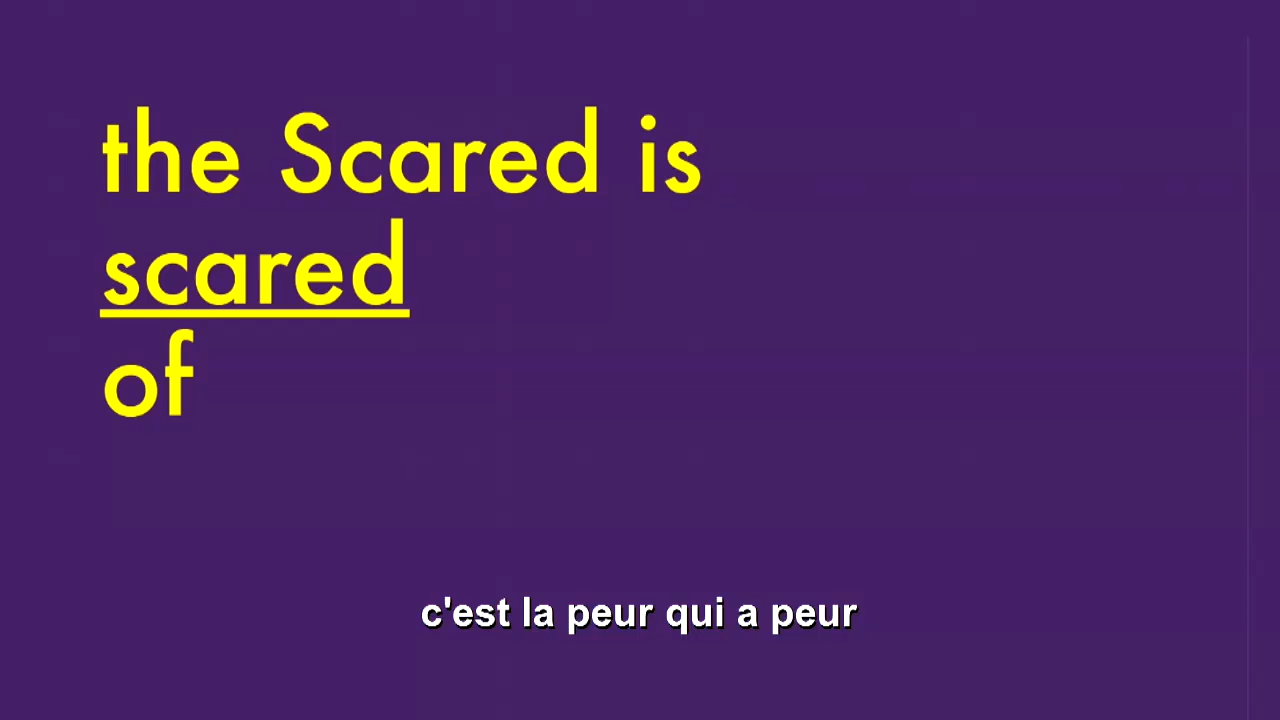 the Scared is
scared
of
c'est la peur qui a peur